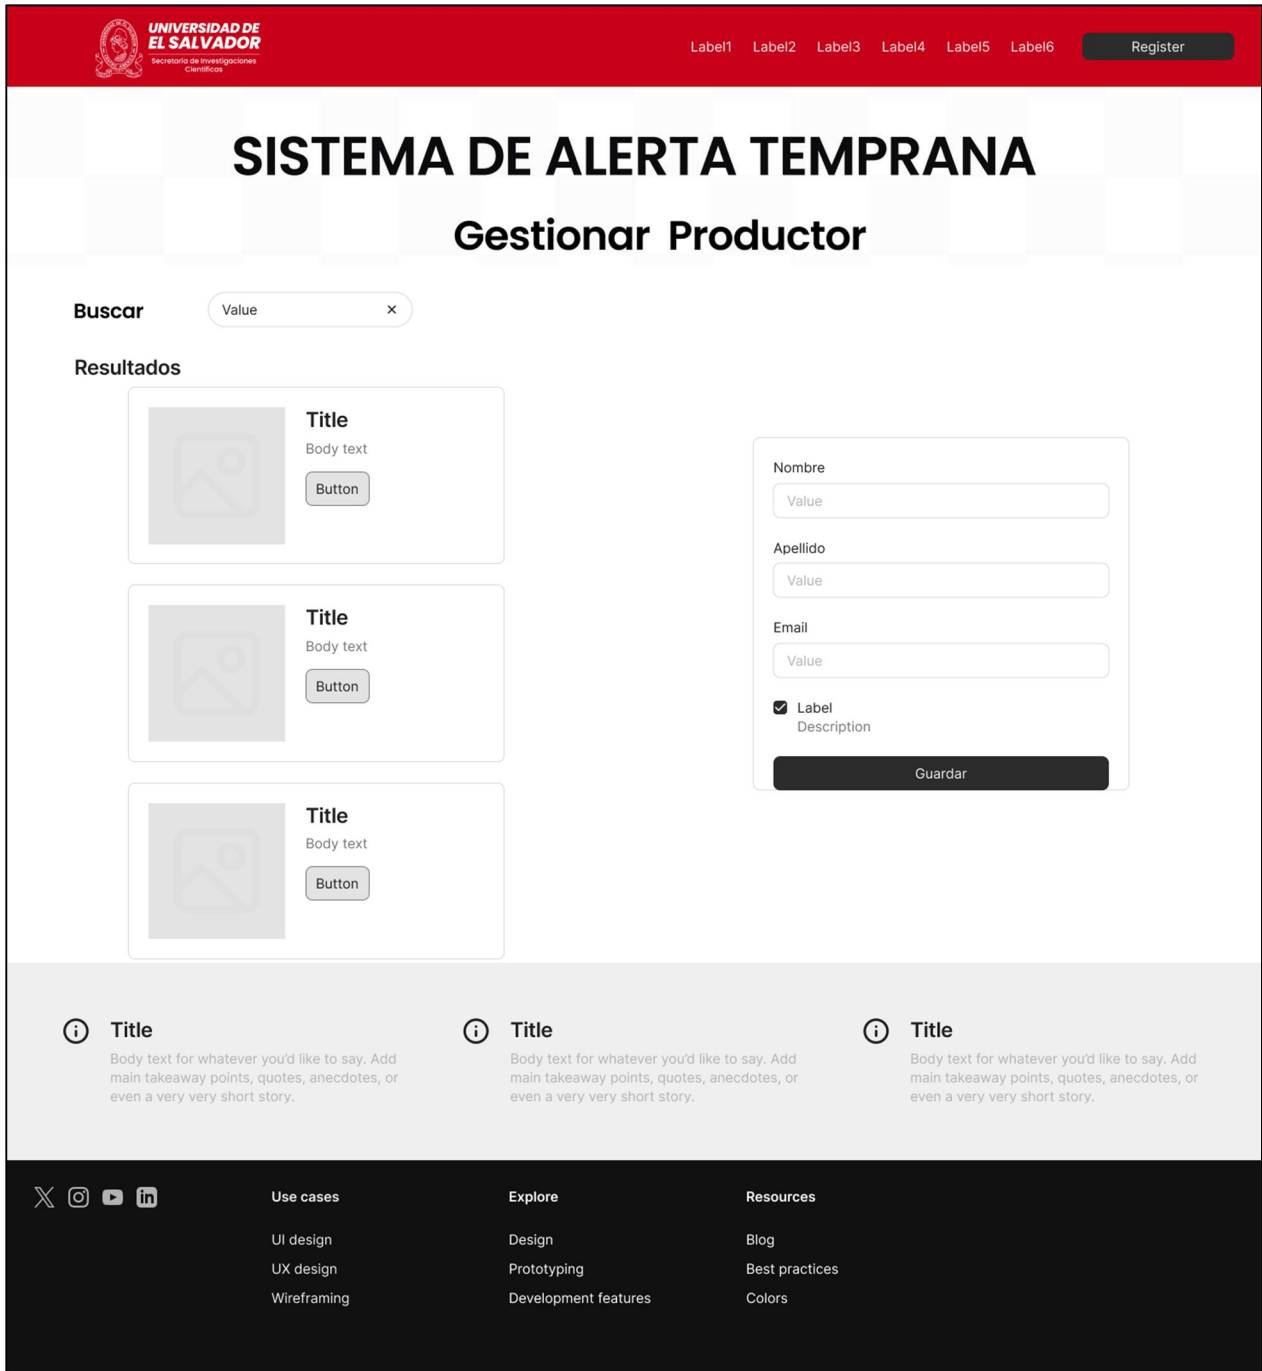 UNIVERSIDAD DE
EL SALVADOR
Secretaría de Investigaciones
Científicas
Label1 Label2 Label3 Label4 Label5 Label6 Register
SISTEMA DE ALERTA TEMPRANA
Gestionar Productor
Buscar Value
Resultados
Title
Body text
Button
Title
Body text
Button
Title
Body text
Button
Nombre
Value
Apellido
Value
Email
Value
Label
Description
Guardar
Title
Body text for whatever you'd like to say. Add
main takeaway points, quotes, anecdotes, or
even a very very short story.
Title
Body text for whatever you'd like to say. Add
main takeaway points, quotes, anecdotes, or
even a very very short story.
Title
Body text for whatever you'd like to say. Add
main takeaway points, quotes, anecdotes, or
even a very very short story.
Use cases
UI design
UX design
Wireframing
Explore
Design
Prototyping
Development features
Resources
Blog
Best practices
Colors